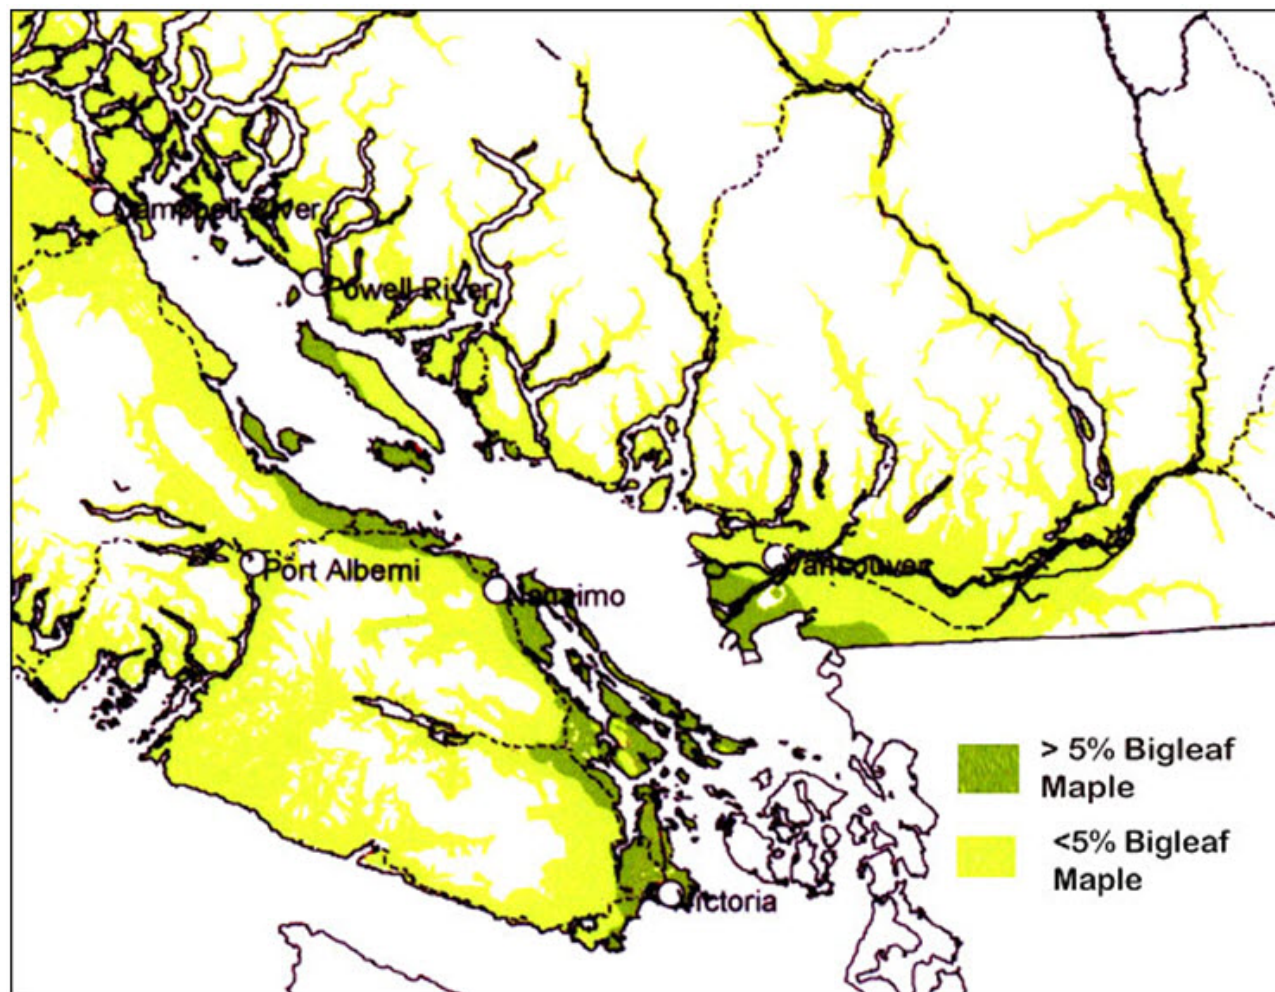 Campbell River
Powell River
Port Alberni
Nanaimo
Vancouver
Victoria
> 5% Bigleaf
Maple
<5% Bigleaf
Maple